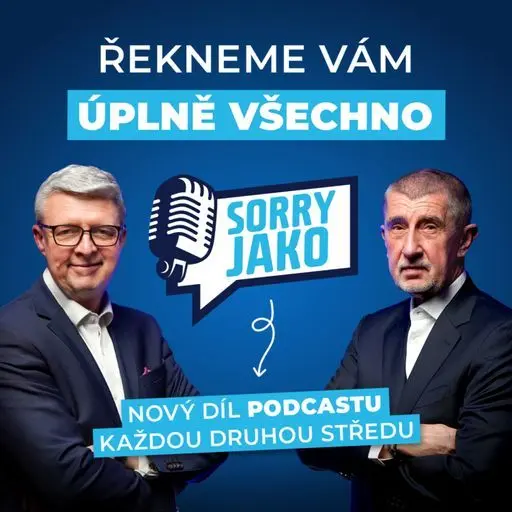 ŘEKNEME VÁM
ÚPLNĚ VŠECHNO
SORRY
JAKO
NOVÝ DÍL PODCASTU
KAŽDOU DRUHOU STŘEDU